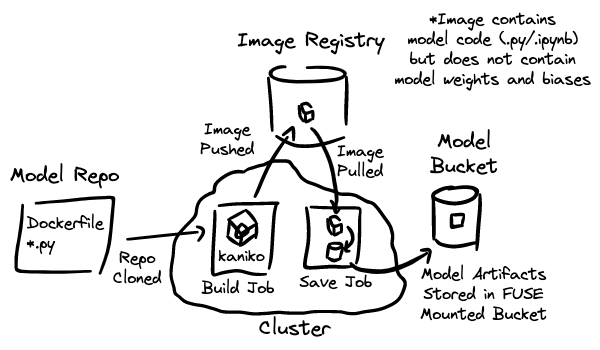 Image Registry
*Image contains
model code (.py/.ipynb)
but does not contain
model weights and biases
Image
Pushed
Image
Pulled
Model
Bucket
Model Repo
Dockerfile
*.py
Repo
Cloned
kaniko
Build Job
Save Job
Model Artifacts
Stored in FUSE
Mounted Bucket
Cluster